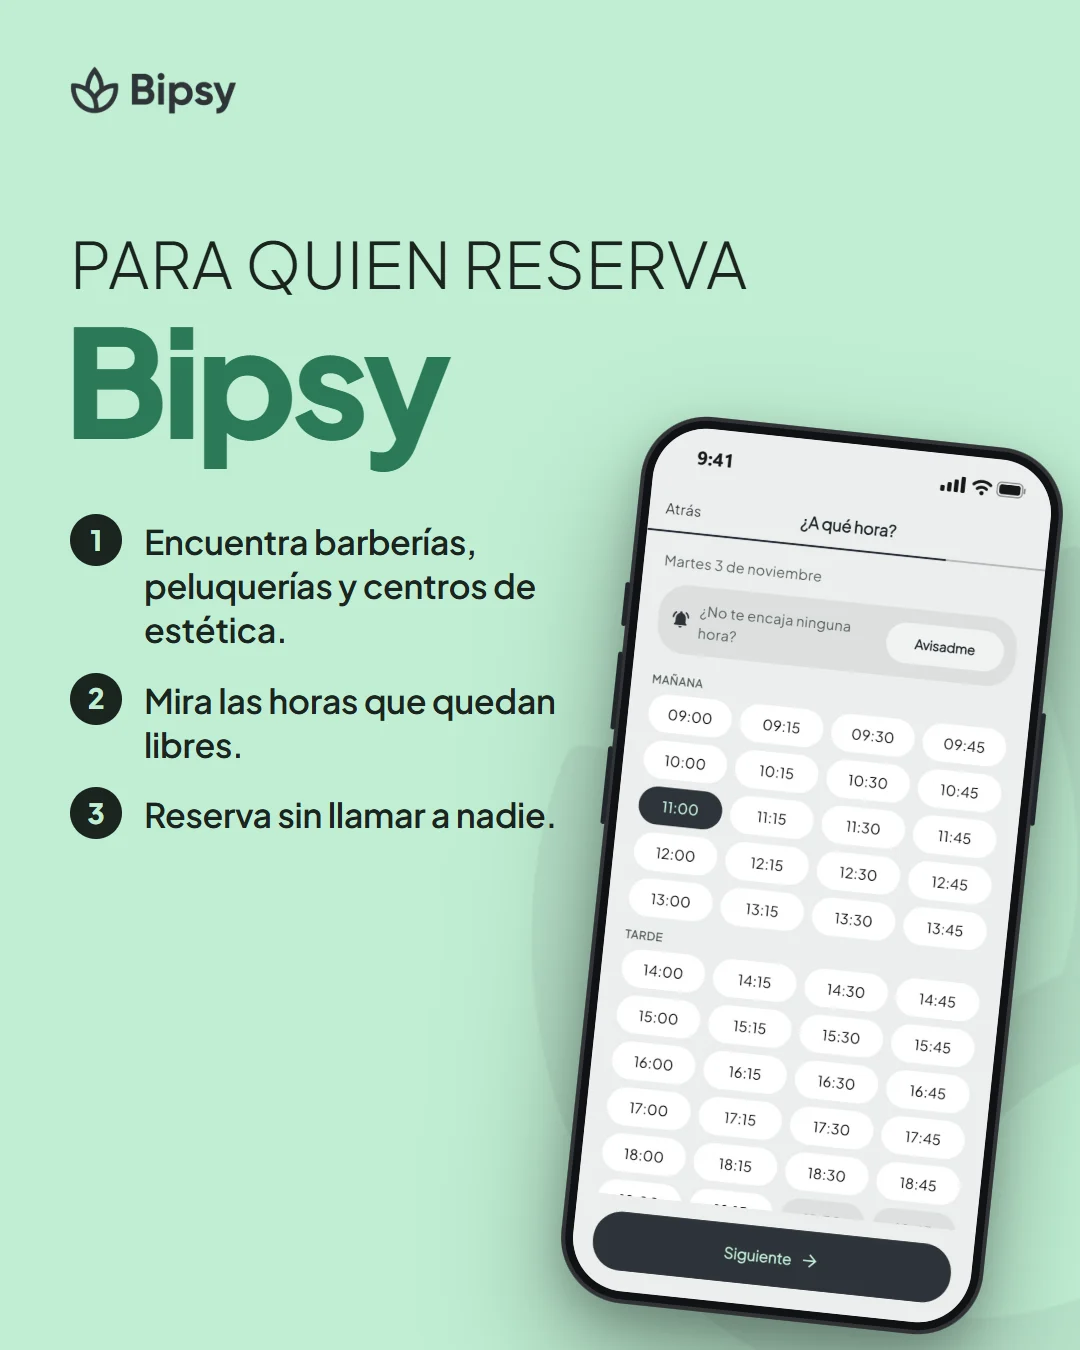 Bipsy
PARA QUIEN RESERVA
Bipsy
1 Encuentra barberías,
peluquerías y centros de
estética.
2 Mira las horas que quedan
libres.
3 Reserva sin llamar a nadie.
9:41
Atrás
¿A qué hora?
Martes 3 de noviembre
¿No te encaja ninguna
hora?
Avisadme
MAÑANA
09:00 09:15 09:30 09:45
10:00 10:15 10:30 10:45
11:00 11:15 11:30 11:45
12:00 12:15 12:30 12:45
13:00 13:15 13:30 13:45
TARDE
14:00 14:15 14:30 14:45
15:00 15:15 15:30 15:45
16:00 16:15 16:30 16:45
17:00 17:15 17:30 17:45
18:00 18:15 18:30 18:45
Siguiente →